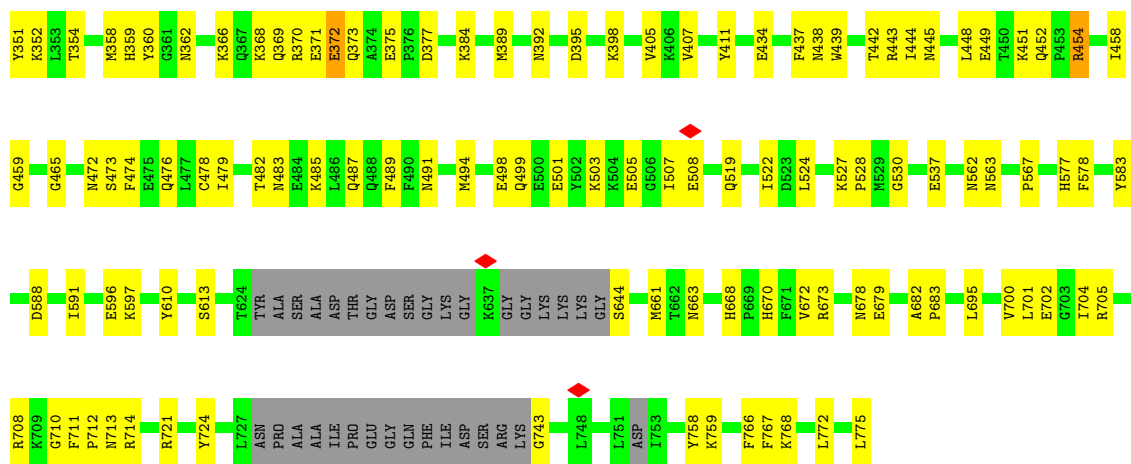 Y351 K352 L353 T354 M358 H359 Y360 G361 N362 K366 Q367 K368 Q369 R370 E371 E372 Q373 A374 E375 P376 D377 K384 M389 N392 D395 K398 V405 K406 V407 Y411 E434 F437 N438 W439 T442 R443 I444 N445 L448 E449 T450 K451 Q452 P453 R454 I458
G459 G465 N472 S473 F474 E475 Q476 L477 C478 I479 T482 N483 E484 K485 L486 Q487 Q488 F489 F490 N491 M494 E498 Q499 E500 E501 Y502 K503 K504 E505 G506 I507 E508 Q519 I522 D523 L524 K527 P528 M529 G530 E537 N562 N563 P567 H577 F578 Y583
D588 I591 E596 K597 Y610 S613 T624 TYR ALA SER ALA ASP THR GLY ASP SER GLY LYS GLY K637 GLY GLY LYS LYS LYS GLY S644 M661 T662 N663 H668 P669 H670 F671 V672 R673 N678 E679 A682 P683 L695 V700 L701 E702 G703 I704 R705
R708 K709 G710 F711 P712 N713 R714 R721 Y724 L727 ASN PRO ALA ALA ILE PRO GLU GLY GLN PHE ILE ASP SER ARG LYS G743 L748 L751 ASP I753 Y758 K759 F766 F767 K768 L772 L775